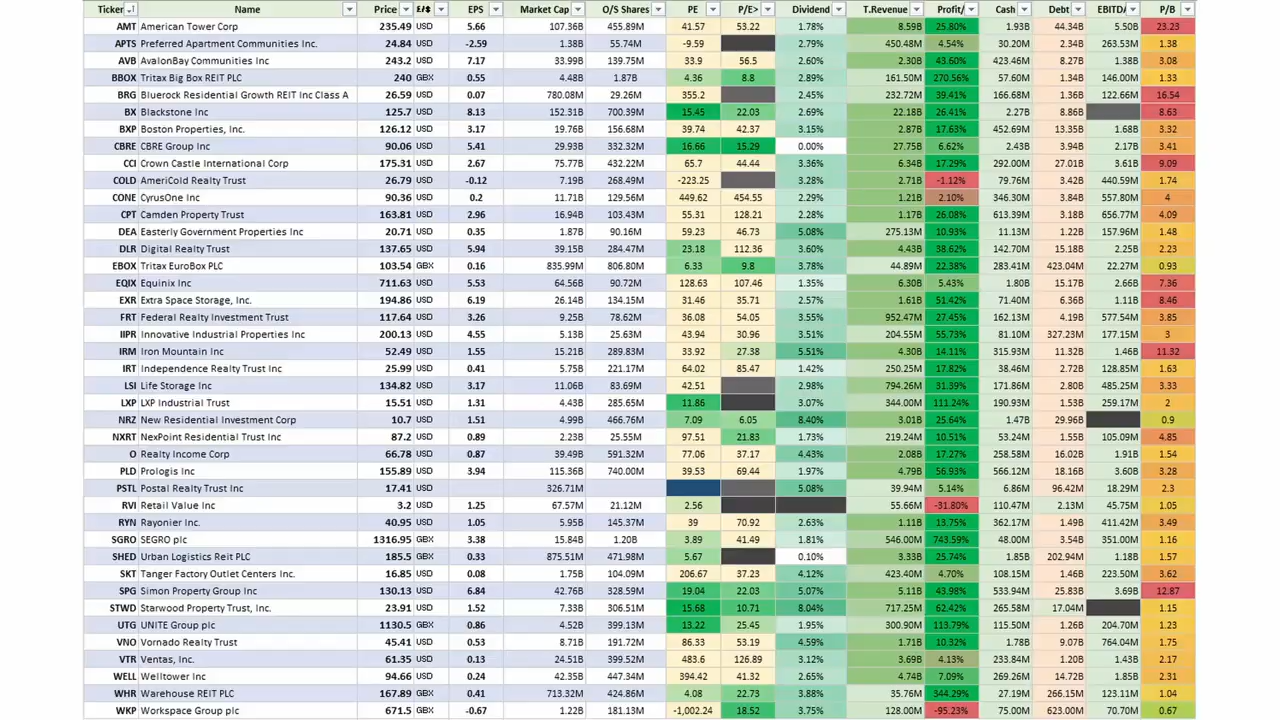 Ticker Name Price £/$ EPS Market Cap O/S Shares PE P/E> Dividend T.Revenue Profit/ Cash Debt EBITDA P/B
AMT American Tower Corp 235.49 USD 5.66 107.36B 455.89M 41.57 53.22 1.78% 8.59B 25.80% 1.93B 44.34B 5.50B 23.23
APTS Preferred Apartment Communities Inc. 24.84 USD -2.59 1.38B 55.74M -9.59 2.79% 450.48M 4.54% 30.20M 2.34B 263.53M 1.38
AVB AvalonBay Communities Inc 243.2 USD 7.17 33.99B 139.75M 33.9 56.5 2.60% 2.30B 43.60% 423.46M 8.27B 1.38B 3.08
BBOX Tritax Big Box REIT PLC 240 GBX 0.55 4.48B 1.87B 4.36 8.8 2.89% 161.50M 270.56% 57.60M 1.34B 146.00M 1.33
BRG Bluerock Residential Growth REIT Inc Class A 26.59 USD 0.07 780.08M 29.26M 355.2 2.45% 232.72M 39.41% 166.68M 1.36B 122.66M 16.54
BX Blackstone Inc 125.7 USD 8.13 152.31B 700.39M 15.45 22.03 2.69% 22.18B 26.41% 2.27B 8.86B 8.63
BXP Boston Properties, Inc. 126.12 USD 3.17 19.76B 156.68M 39.74 42.37 3.15% 2.87B 17.63% 452.69M 13.35B 1.68B 3.32
CBRE CBRE Group Inc 90.06 USD 5.41 29.93B 332.32M 16.66 15.29 0.00% 27.75B 6.62% 2.43B 3.94B 2.17B 3.41
CCI Crown Castle International Corp 175.31 USD 2.67 75.77B 432.22M 65.7 44.44 3.36% 6.34B 17.29% 292.00M 27.01B 3.61B 9.09
COLD AmeriCold Realty Trust 26.79 USD -0.12 7.19B 268.49M -223.25 3.28% 2.71B -1.12% 79.76M 3.42B 440.59M 1.74
CONE CyrusOne Inc 90.36 USD 0.2 11.71B 129.56M 449.62 454.55 2.29% 1.21B 2.10% 346.30M 3.84B 557.80M 4
CPT Camden Property Trust 163.81 USD 2.96 16.94B 103.43M 55.31 128.21 2.28% 1.17B 26.08% 613.39M 3.18B 656.77M 4.09
DEA Easterly Government Properties Inc 20.71 USD 0.35 1.87B 90.16M 59.23 46.73 5.08% 275.13M 10.93% 11.13M 1.22B 157.96M 1.48
DLR Digital Realty Trust 137.65 USD 5.94 39.15B 284.47M 23.18 112.36 3.60% 4.43B 38.62% 142.70M 15.18B 2.25B 2.23
EBOX Tritax EuroBox PLC 103.54 GBX 0.16 835.99M 806.80M 6.33 9.8 3.78% 44.89M 22.38% 283.41M 423.04M 22.27M 0.93
EQIX Equinix Inc 711.63 USD 5.53 64.56B 90.72M 128.63 107.46 1.35% 6.30B 5.43% 1.80B 15.17B 2.66B 7.36
EXR Extra Space Storage, Inc. 194.86 USD 6.19 26.14B 134.15M 31.46 35.71 2.57% 1.61B 51.42% 71.40M 6.36B 1.11B 8.46
FRT Federal Realty Investment Trust 117.64 USD 3.26 9.25B 78.62M 36.08 54.05 3.55% 952.47M 27.45% 162.13M 4.19B 577.54M 3.85
IIPR Innovative Industrial Properties Inc 200.13 USD 4.55 5.13B 25.63M 43.94 30.96 3.51% 204.55M 55.73% 81.10M 327.23M 177.15M 3
IRM Iron Mountain Inc 52.49 USD 1.55 15.21B 289.83M 33.92 27.38 5.51% 4.30B 14.11% 315.93M 11.32B 1.46B 11.32
IRT Independence Realty Trust Inc 25.99 USD 0.41 5.75B 221.17M 64.02 85.47 1.42% 250.25M 17.82% 38.46M 2.72B 128.85M 1.63
LSI Life Storage Inc 134.82 USD 3.17 11.06B 83.69M 42.51 2.98% 794.26M 31.39% 171.86M 2.80B 485.25M 3.33
LXP LXP Industrial Trust 15.51 USD 1.31 4.43B 285.65M 11.86 3.07% 344.00M 111.24% 190.93M 1.53B 259.17M 2
NRZ New Residential Investment Corp 10.7 USD 1.51 4.99B 466.76M 7.09 6.05 8.40% 3.01B 25.64% 1.47B 29.96B 0.9
NXRT NexPoint Residential Trust Inc 87.2 USD 0.89 2.23B 25.55M 97.51 21.83 1.73% 219.24M 10.51% 53.24M 1.55B 105.09M 4.85
O Realty Income Corp 66.78 USD 0.87 39.49B 591.32M 77.06 37.17 4.43% 2.08B 17.27% 258.58M 16.02B 1.91B 1.54
PLD Prologis Inc 155.89 USD 3.94 115.36B 740.00M 39.53 69.44 1.97% 4.79B 56.93% 566.12M 18.16B 3.60B 3.28
PSTL Postal Realty Trust Inc 17.41 USD 326.71M 5.08% 39.94M 5.14% 6.86M 96.42M 18.29M 2.3
RVI Retail Value Inc 3.2 USD 1.25 67.57M 21.12M 2.56 55.66M -31.80% 110.47M 2.13M 45.75M 1.05
RYN Rayonier Inc. 40.95 USD 1.05 5.95B 145.37M 39 70.92 2.63% 1.11B 13.75% 362.17M 1.49B 411.42M 3.49
SGRO SEGRO plc 1316.95 GBX 3.38 15.84B 1.20B 3.89 41.49 1.81% 546.00M 743.59% 48.00M 3.54B 351.00M 1.16
SHED Urban Logistics Reit PLC 185.5 GBX 0.33 875.51M 471.98M 5.67 0.10% 3.33B 25.74% 1.85B 202.94M 1.18B 1.57
SKT Tanger Factory Outlet Centers Inc. 16.85 USD 0.08 1.75B 104.09M 206.67 37.23 4.12% 423.40M 4.70% 108.15M 1.46B 223.50M 3.62
SPG Simon Property Group Inc 130.13 USD 6.84 42.76B 328.59M 19.04 22.03 5.07% 5.11B 43.98% 533.94M 25.83B 3.69B 12.87
STWD Starwood Property Trust, Inc. 23.91 USD 1.52 7.33B 306.51M 15.68 10.71 8.04% 717.25M 62.42% 265.58M 17.04M 1.15
UTG UNITE Group plc 1130.5 GBX 0.86 4.52B 399.13M 13.22 25.45 1.95% 300.90M 113.79% 115.50M 1.26B 204.70M 1.23
VNO Vornado Realty Trust 45.41 USD 0.53 8.71B 191.72M 86.33 53.19 4.59% 1.71B 10.32% 1.78B 9.07B 764.04M 1.75
VTR Ventas, Inc. 61.35 USD 0.13 24.51B 399.52M 483.6 126.89 3.12% 3.69B 4.13% 233.84M 1.20B 1.43B 2.17
WELL Welltower Inc 94.66 USD 0.24 42.35B 447.34M 394.42 41.32 2.65% 4.74B 7.09% 269.26M 14.72B 1.85B 2.31
WHR Warehouse REIT PLC 167.89 GBX 0.41 713.32M 424.86M 4.08 22.73 3.88% 35.76M 344.29% 27.19M 266.15M 123.11M 1.04
WKP Workspace Group plc 671.5 GBX -0.67 1.22B 181.13M -1,002.24 18.52 3.75% 128.00M -95.23% 75.00M 623.00M 70.70M 0.67